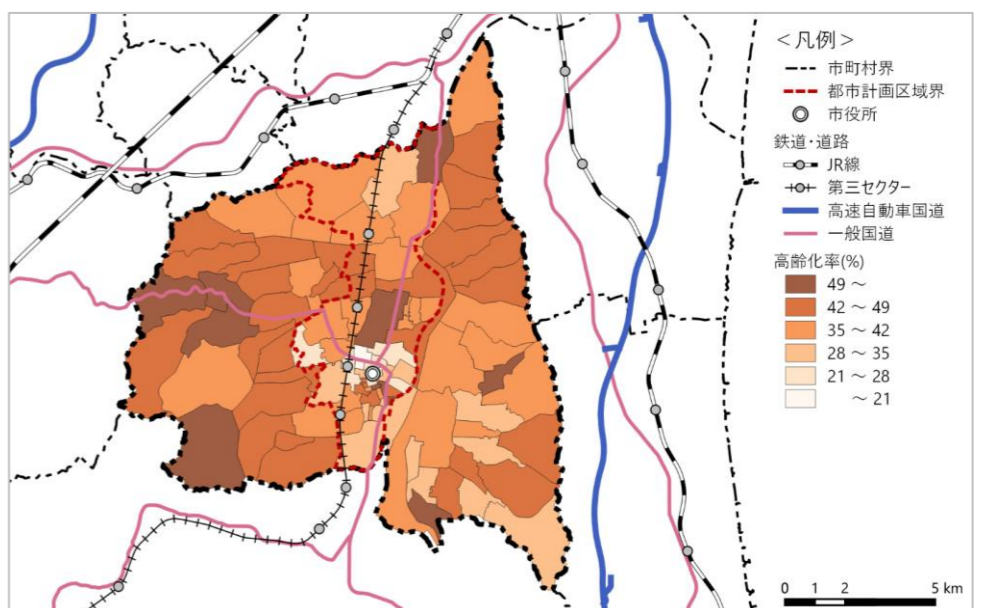 ＜凡例＞
市町村界
都市計画区域界
市役所
鉄道・道路
JR線
第三セクター
高速自動車国道
一般国道
高齢化率(%)
49 ～
42 ～ 49
35 ～ 42
28 ～ 35
21 ～ 28
～ 21
0 1 2 5 km